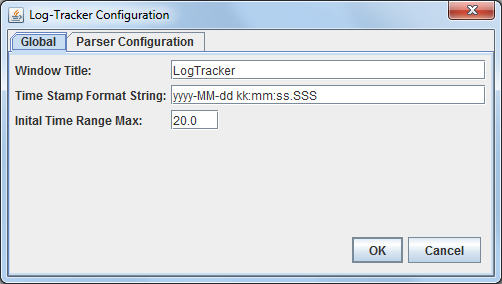 Log-Tracker Configuration
Global Parser Configuration
Window Title: LogTracker
Time Stamp Format String: yyyy-MM-dd kk:mm:ss.SSS
Inital Time Range Max: 20.0
OK Cancel